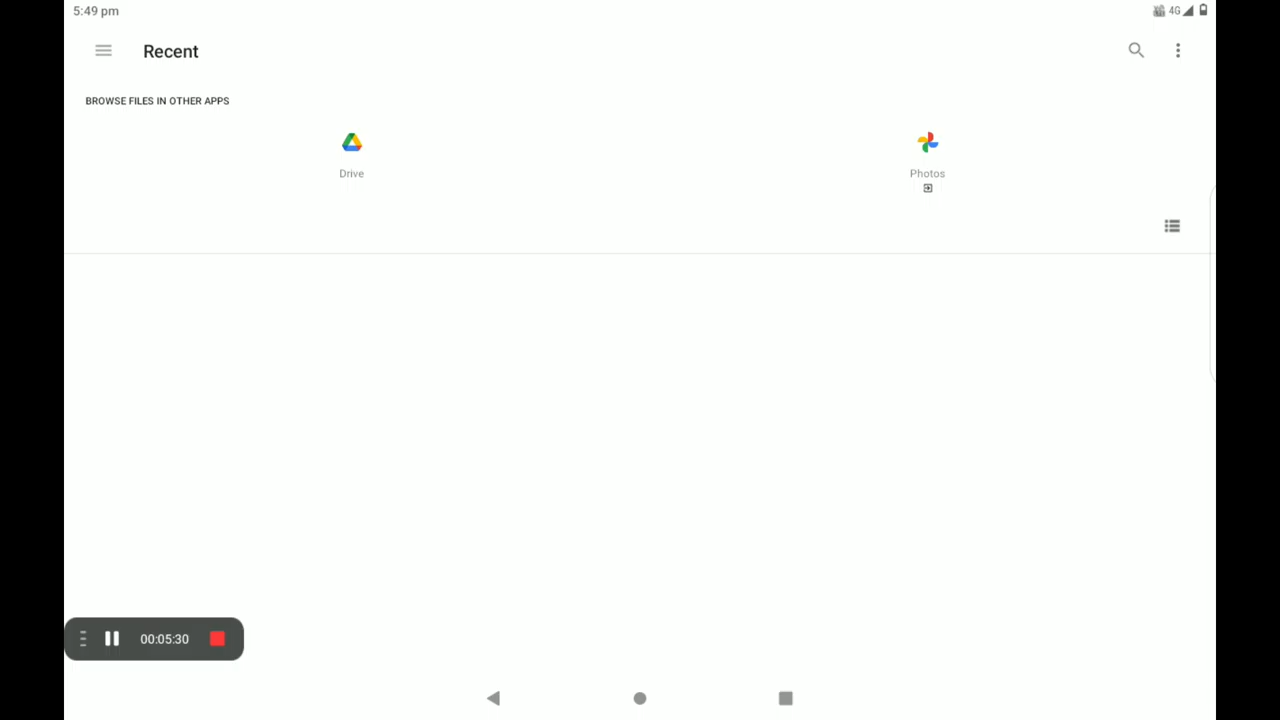 5:49 pm
4G
Recent
BROWSE FILES IN OTHER APPS
Drive
Photos
00:05:30